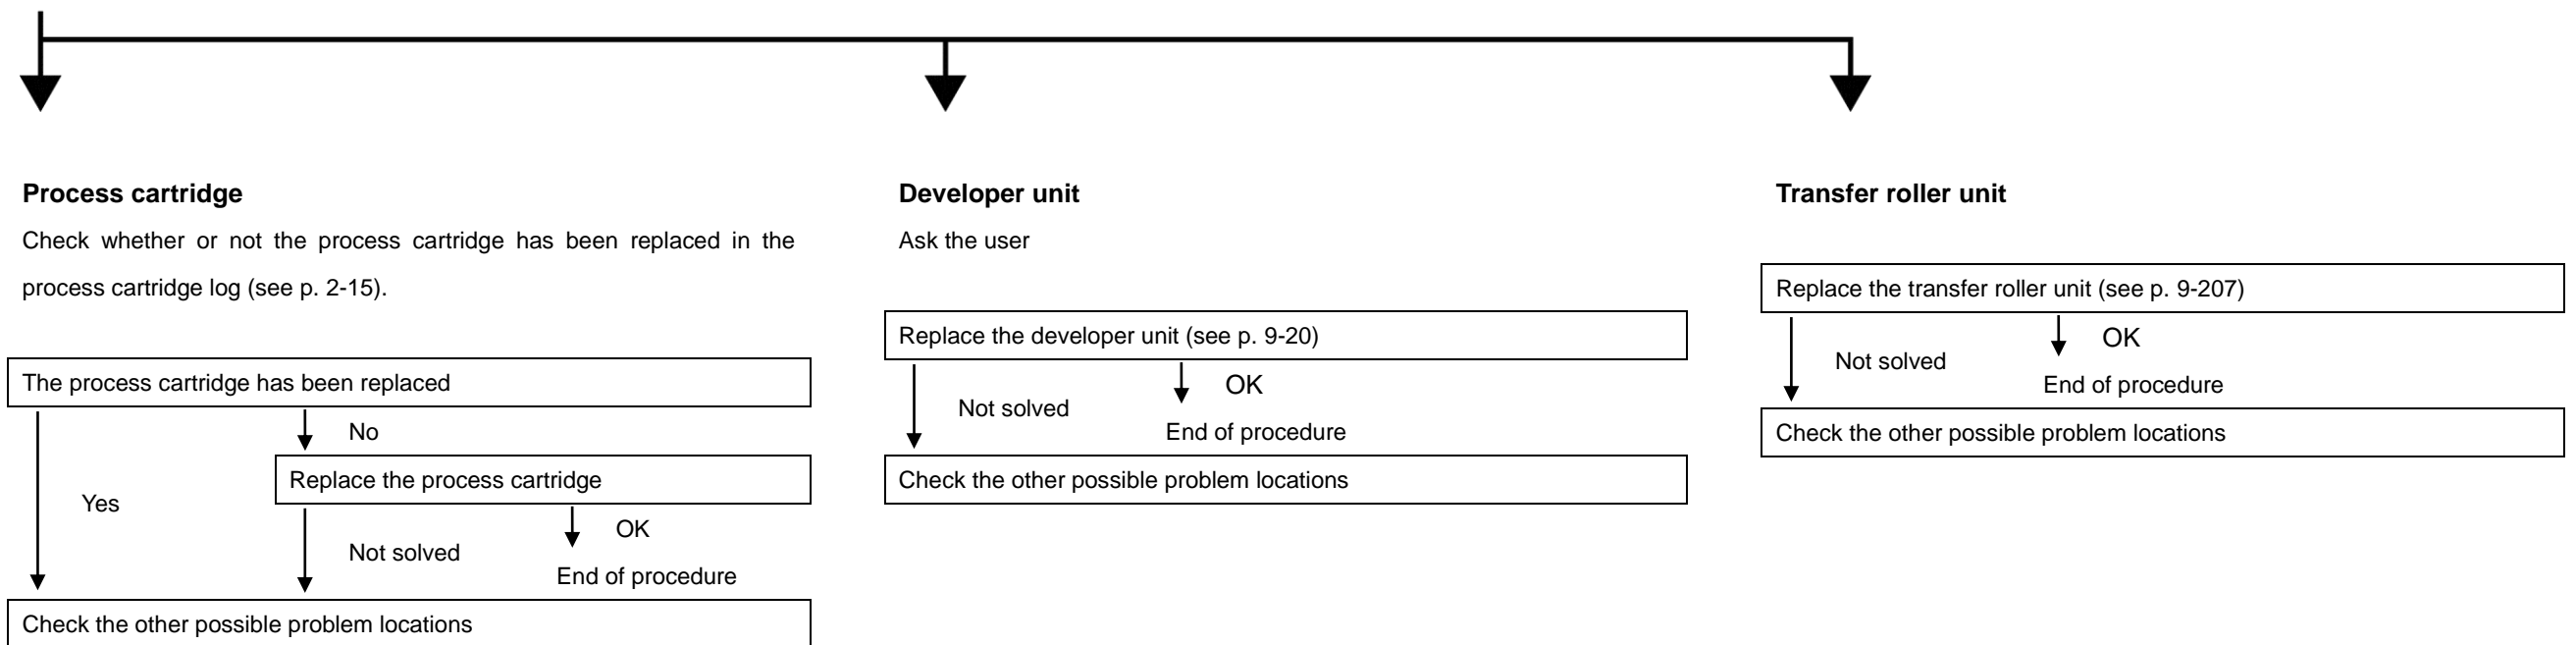 Process cartridge
Check whether or not the process cartridge has been replaced in the
process cartridge log (see p. 2-15).
The process cartridge has been replaced
No
Replace the process cartridge
Yes
OK
Not solved
End of procedure
Check the other possible problem locations
Developer unit
Ask the user
Replace the developer unit (see p. 9-20)
OK
Not solved
End of procedure
Check the other possible problem locations
Transfer roller unit
Replace the transfer roller unit (see p. 9-207)
OK
Not solved
End of procedure
Check the other possible problem locations